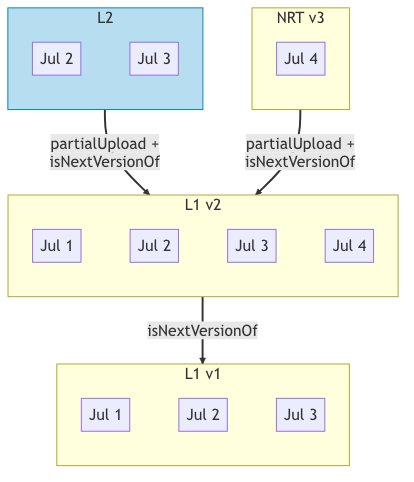 L2
Jul 2
Jul 3
NRT v3
Jul 4
partialUpload +
isNextVersionOf
partialUpload +
isNextVersionOf
L1 v2
Jul 1
Jul 2
Jul 3
Jul 4
isNextVersionOf
L1 v1
Jul 1
Jul 2
Jul 3